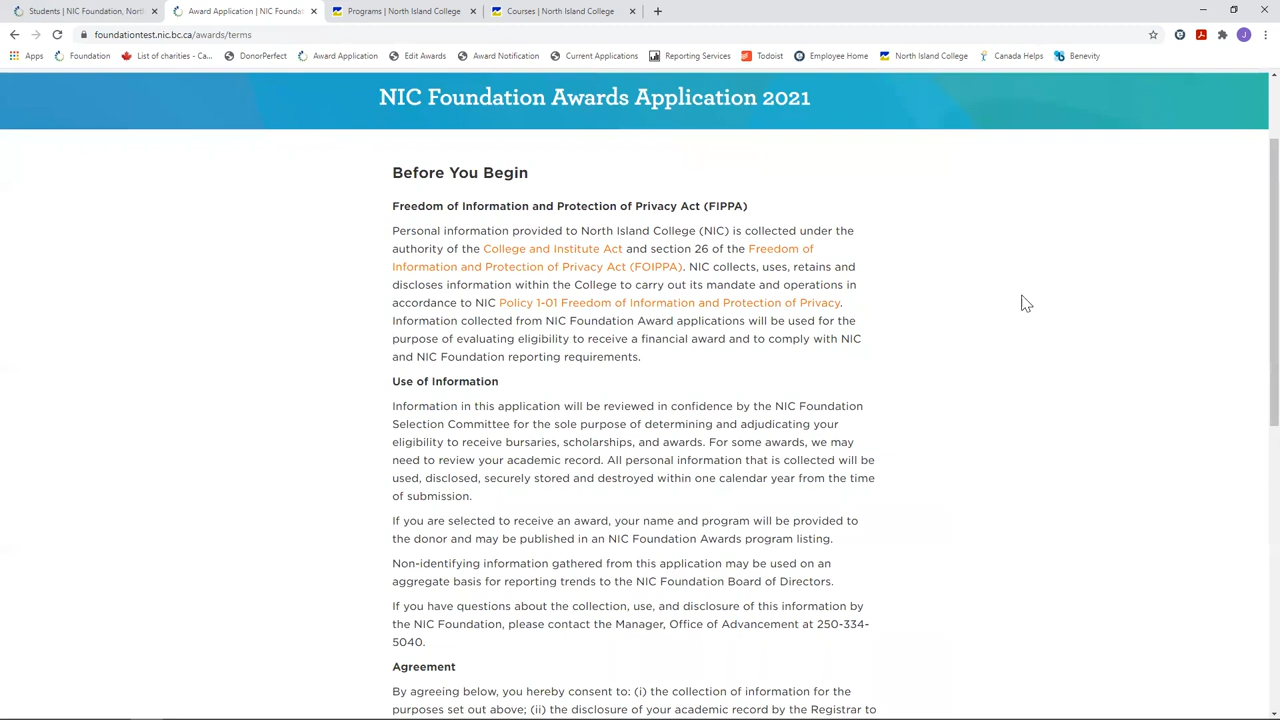 Students | NIC Foundation, Nort
Award Application | NIC Founda
Programs | North Island College
Courses | North Island College
foundationtest.nic.bc.ca/awards/terms
J
Apps
Foundation
List of charities - Ca...
DonorPerfect
Award Application
Edit Awards
Award Notification
Current Applications
Reporting Services
Todoist
Employee Home
North Island College
Canada Helps
Benevity
NIC Foundation Awards Application 2021
Before You Begin
Freedom of Information and Protection of Privacy Act (FIPPA)
Personal information provided to North Island College (NIC) is collected under the
authority of the College and Institute Act and section 26 of the Freedom of
Information and Protection of Privacy Act (FOIPPA). NIC collects, uses, retains and
discloses information within the College to carry out its mandate and operations in
accordance to NIC Policy 1-01 Freedom of Information and Protection of Privacy.
Information collected from NIC Foundation Award applications will be used for the
purpose of evaluating eligibility to receive a financial award and to comply with NIC
and NIC Foundation reporting requirements.
Use of Information
Information in this application will be reviewed in confidence by the NIC Foundation
Selection Committee for the sole purpose of determining and adjudicating your
eligibility to receive bursaries, scholarships, and awards. For some awards, we may
need to review your academic record. All personal information that is collected will be
used, disclosed, securely stored and destroyed within one calendar year from the time
of submission.
If you are selected to receive an award, your name and program will be provided to
the donor and may be published in an NIC Foundation Awards program listing.
Non-identifying information gathered from this application may be used on an
aggregate basis for reporting trends to the NIC Foundation Board of Directors.
If you have questions about the collection, use, and disclosure of this information by
the NIC Foundation, please contact the Manager, Office of Advancement at 250-334-
5040.
Agreement
By agreeing below, you hereby consent to: (i) the collection of information for the
purposes set out above; (ii) the disclosure of your academic record by the Registrar to